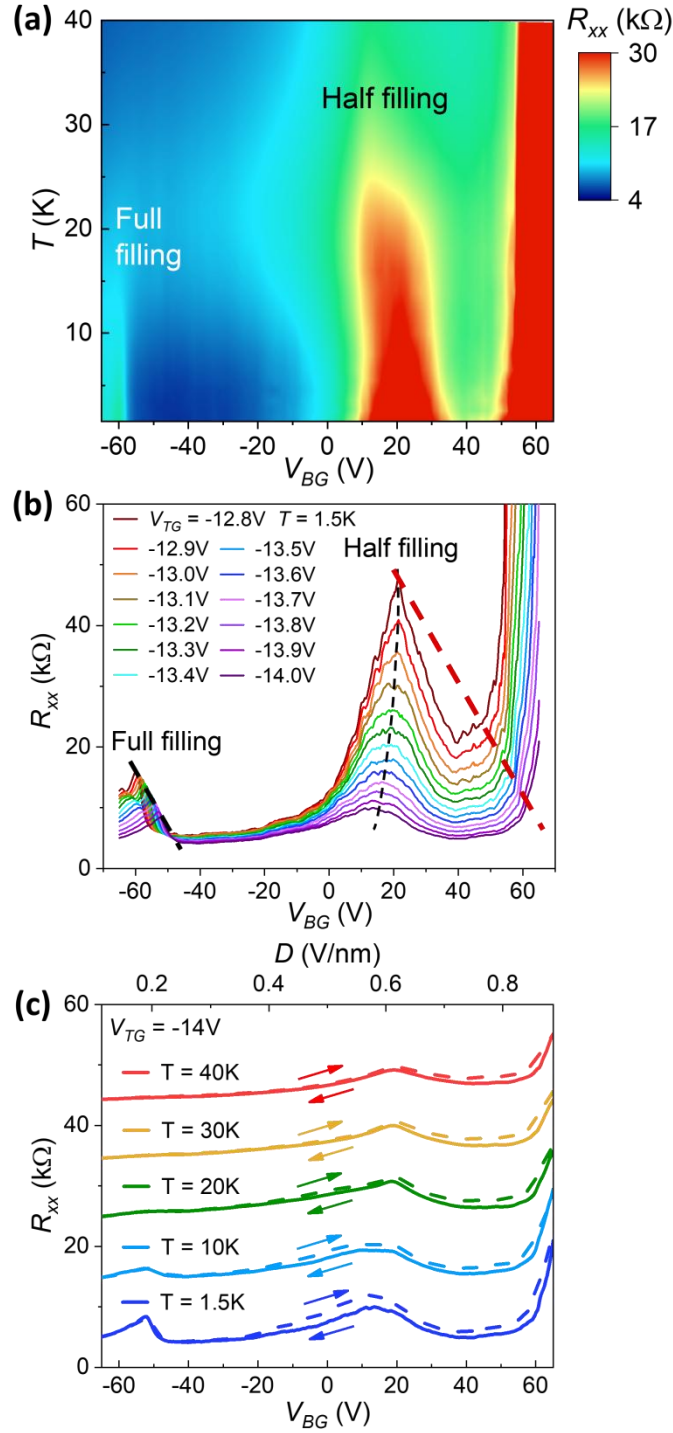 (a)
R_xx (kΩ)
40
30
20
10
T (K)
Half filling
Full
filling
30
17
4
-60 -40 -20 0 20 40 60
V_BG (V)
(b)
60
40
20
0
R_xx (kΩ)
V_TG = -12.8V T = 1.5K
-12.9V -13.5V
-13.0V -13.6V
-13.1V -13.7V
-13.2V -13.8V
-13.3V -13.9V
-13.4V -14.0V
Half filling
Full filling
-60 -40 -20 0 20 40 60
V_BG (V)
D (V/nm)
(c)
0.2 0.4 0.6 0.8
60
40
20
0
R_xx (kΩ)
V_TG = -14V
T = 40K
T = 30K
T = 20K
T = 10K
T = 1.5K
-60 -40 -20 0 20 40 60
V_BG (V)